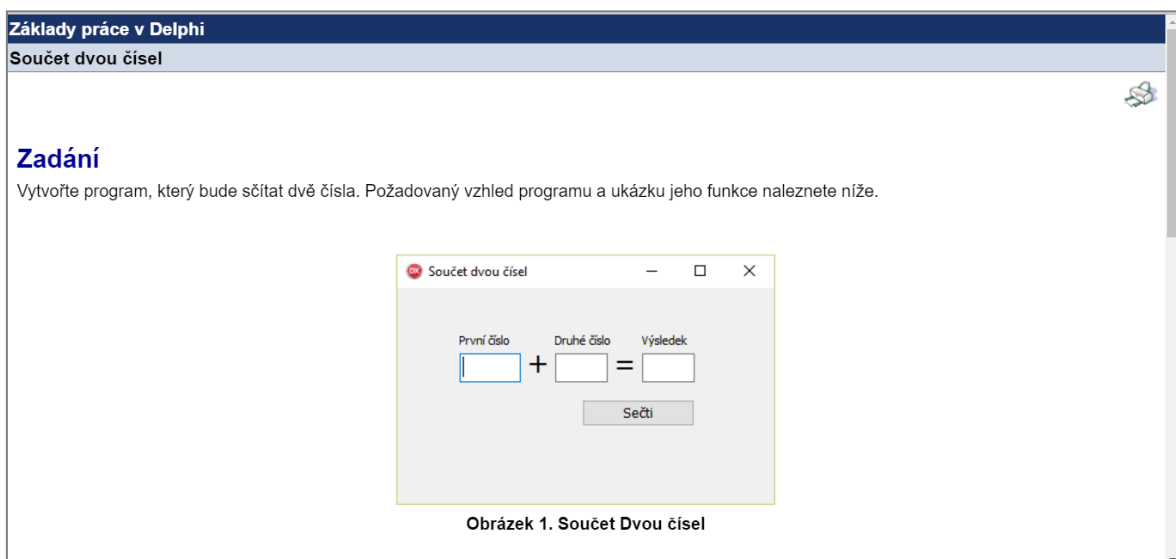 Základy práce v Delphi
Součet dvou čísel
Zadání
Vytvořte program, který bude sčítat dvě čísla. Požadovaný vzhled programu a ukázku jeho funkce naleznete níže.
DX Součet dvou čísel
První číslo Druhé číslo Výsledek
+ =
Sečti
Obrázek 1. Součet Dvou čísel